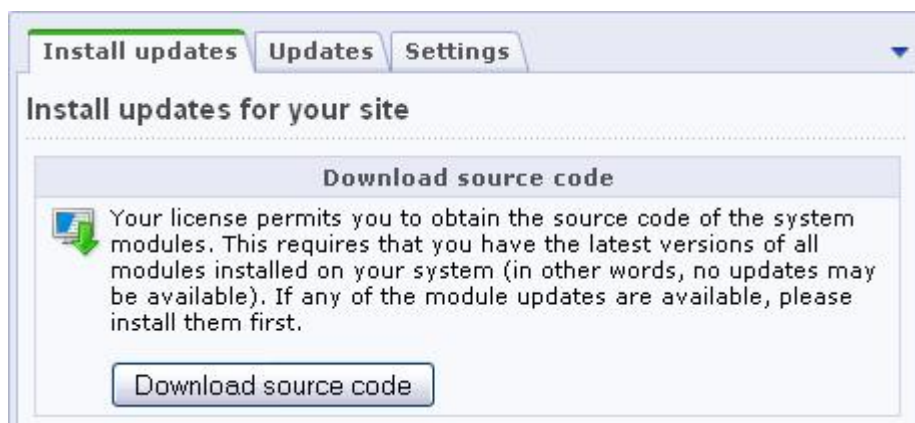 Install updates Updates Settings
Install updates for your site
Download source code
Your license permits you to obtain the source code of the system
modules. This requires that you have the latest versions of all
modules installed on your system (in other words, no updates may
be available). If any of the module updates are available, please
install them first.
Download source code